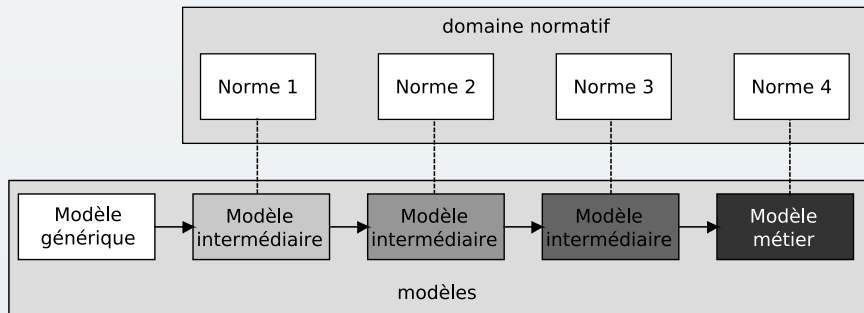 domaine normatif
Norme 1
Norme 2
Norme 3
Norme 4
Modèle
générique
Modèle
intermédiaire
Modèle
intermédiaire
Modèle
intermédiaire
Modèle
métier
modèles